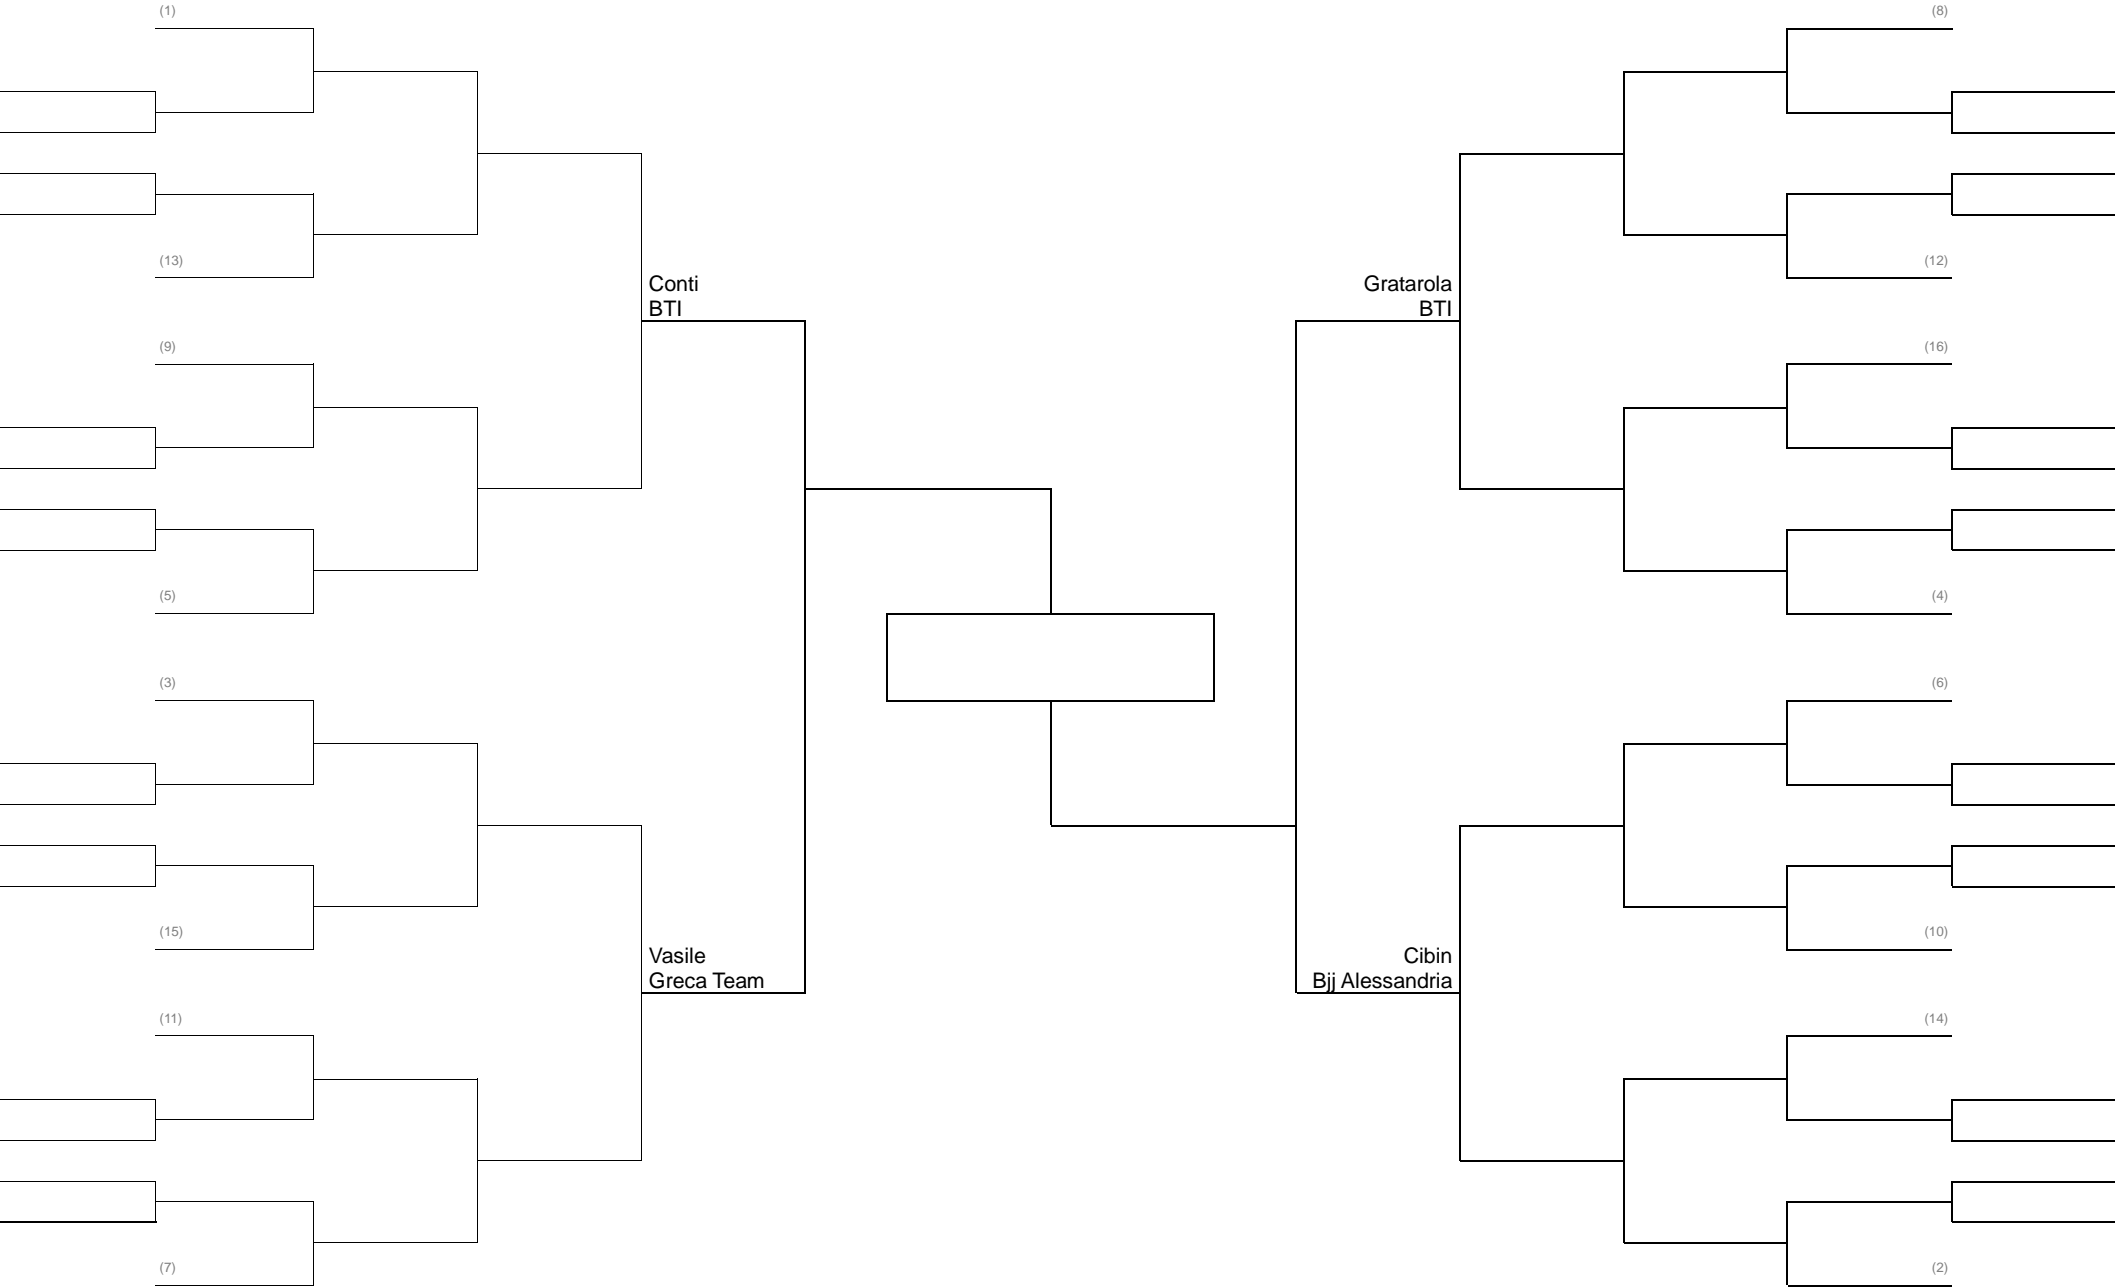 (1)
(8)
(13)
(12)
Conti
BTI
Gratarola
BTI
(9)
(16)
(5)
(4)
(3)
(6)
(15)
(10)
Vasile
Greca Team
Cibin
Bjj Alessandria
(11)
(14)
(7)
(2)